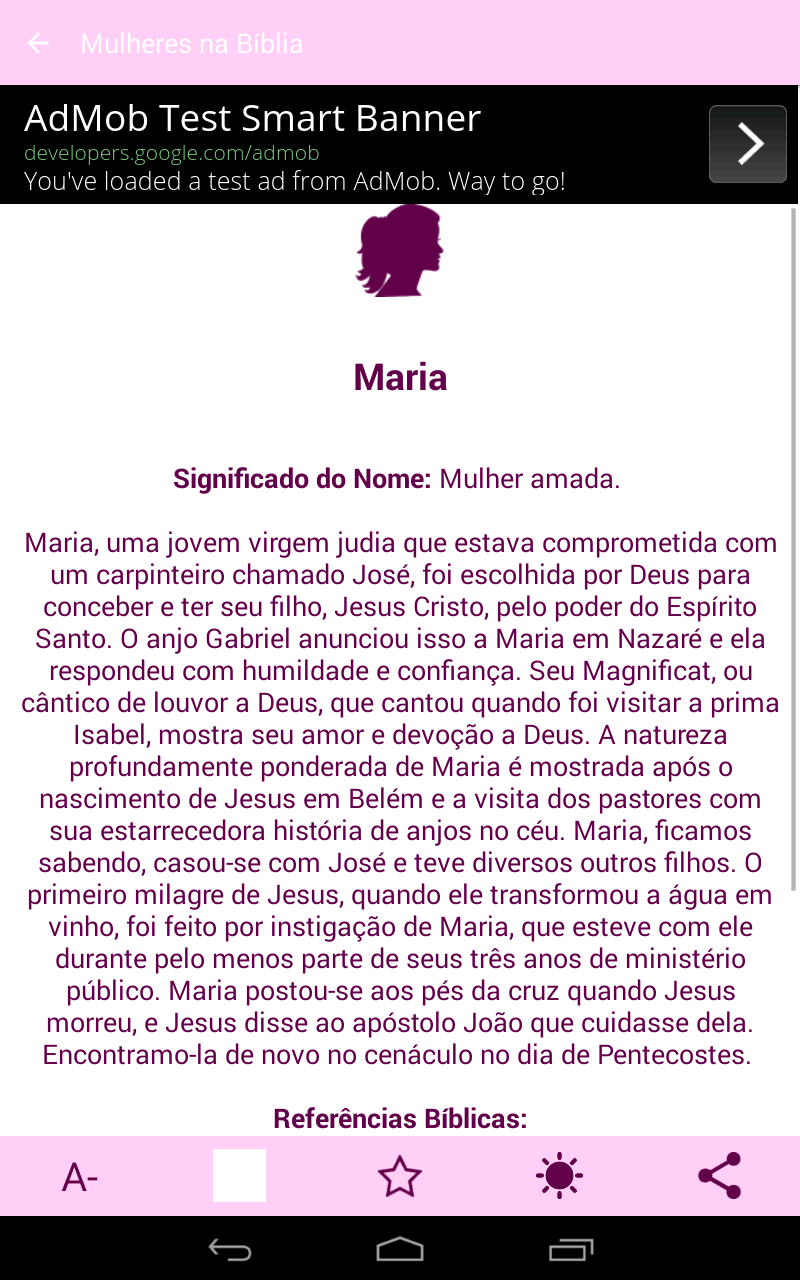 Mulheres na Bíblia
AdMob Test Smart Banner
developers.google.com/admob
You've loaded a test ad from AdMob. Way to go!
Maria
Significado do Nome: Mulher amada.
Maria, uma jovem virgem judia que estava comprometida com
um carpinteiro chamado José, foi escolhida por Deus para
conceber e ter seu filho, Jesus Cristo, pelo poder do Espírito
Santo. O anjo Gabriel anunciou isso a Maria em Nazaré e ela
respondeu com humildade e confiança. Seu Magnificat, ou
cântico de louvor a Deus, que cantou quando foi visitar a prima
Isabel, mostra seu amor e devoção a Deus. A natureza
profundamente ponderada de Maria é mostrada após o
nascimento de Jesus em Belém e a visita dos pastores com
sua estarrecedora história de anjos no céu. Maria, ficamos
sabendo, casou-se com José e teve diversos outros filhos. O
primeiro milagre de Jesus, quando ele transformou a água em
vinho, foi feito por instigação de Maria, que esteve com ele
durante pelo menos parte de seus três anos de ministério
público. Maria postou-se aos pés da cruz quando Jesus
morreu, e Jesus disse ao apóstolo João que cuidasse dela.
Encontramo-la de novo no cenáculo no dia de Pentecostes.
Referências Bíblicas:
A-